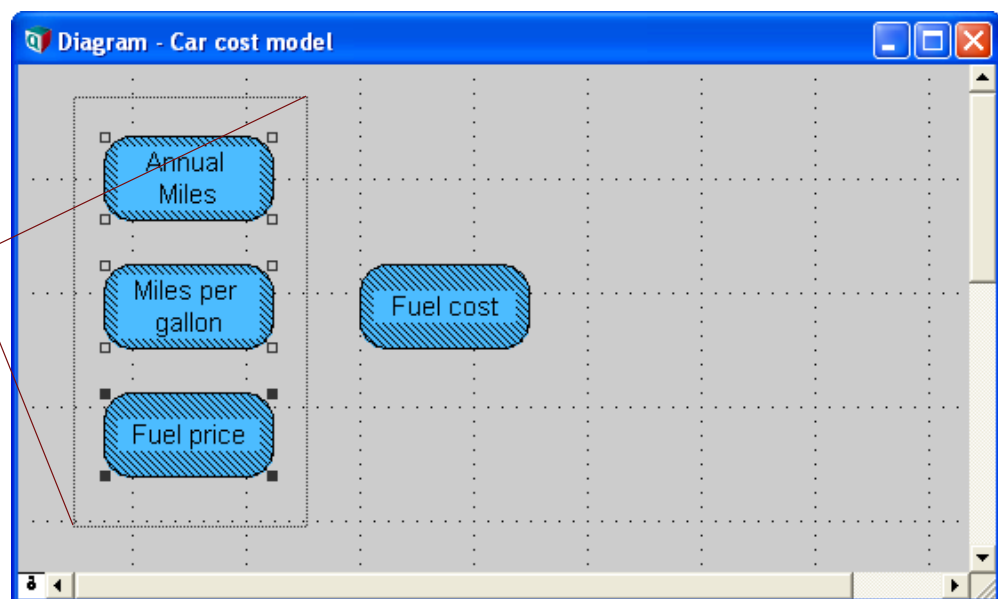 Diagram - Car cost model
Annual
Miles
Miles per
gallon
Fuel cost
Fuel price